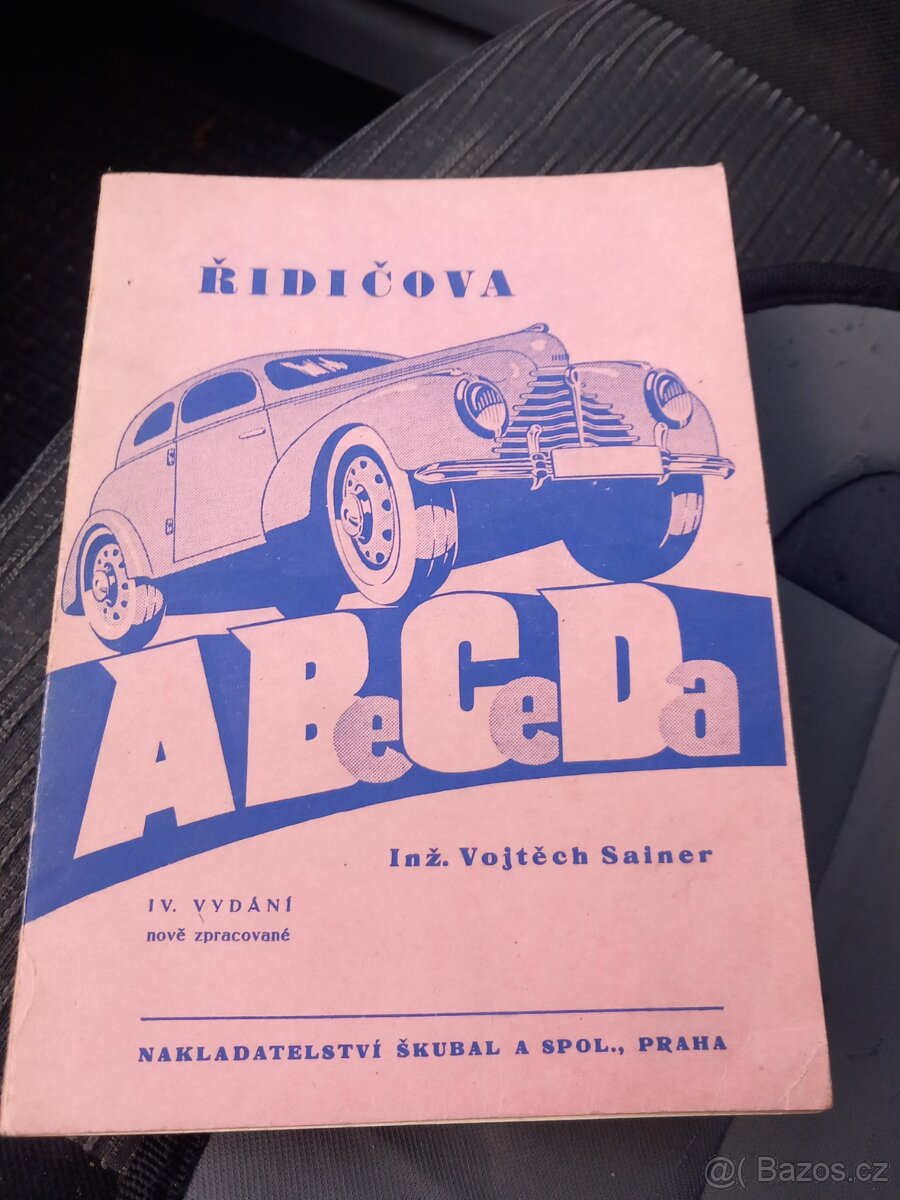 ŘIDIČOVA
ABeCeDa
Inž. Vojtěch Sainer
IV. VYDÁNÍ
nově zpracované
NAKLADATELSTVÍ ŠKUBAL A SPOL., PRAHA
@( Bazos.cz